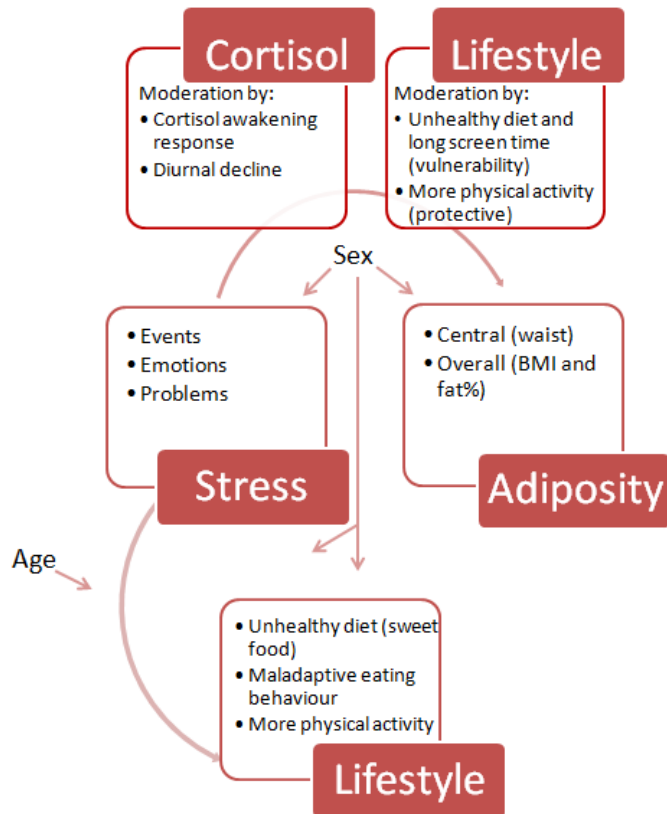 Cortisol
Moderation by:
• Cortisol awakening
response
• Diurnal decline
Lifestyle
Moderation by:
• Unhealthy diet and
long screen time
(vulnerability)
• More physical activity
(protective)
Sex
• Events
• Emotions
• Problems
Stress
• Central (waist)
• Overall (BMI and
fat%)
Adiposity
Age
• Unhealthy diet (sweet
food)
• Maladaptive eating
behaviour
• More physical activity
Lifestyle